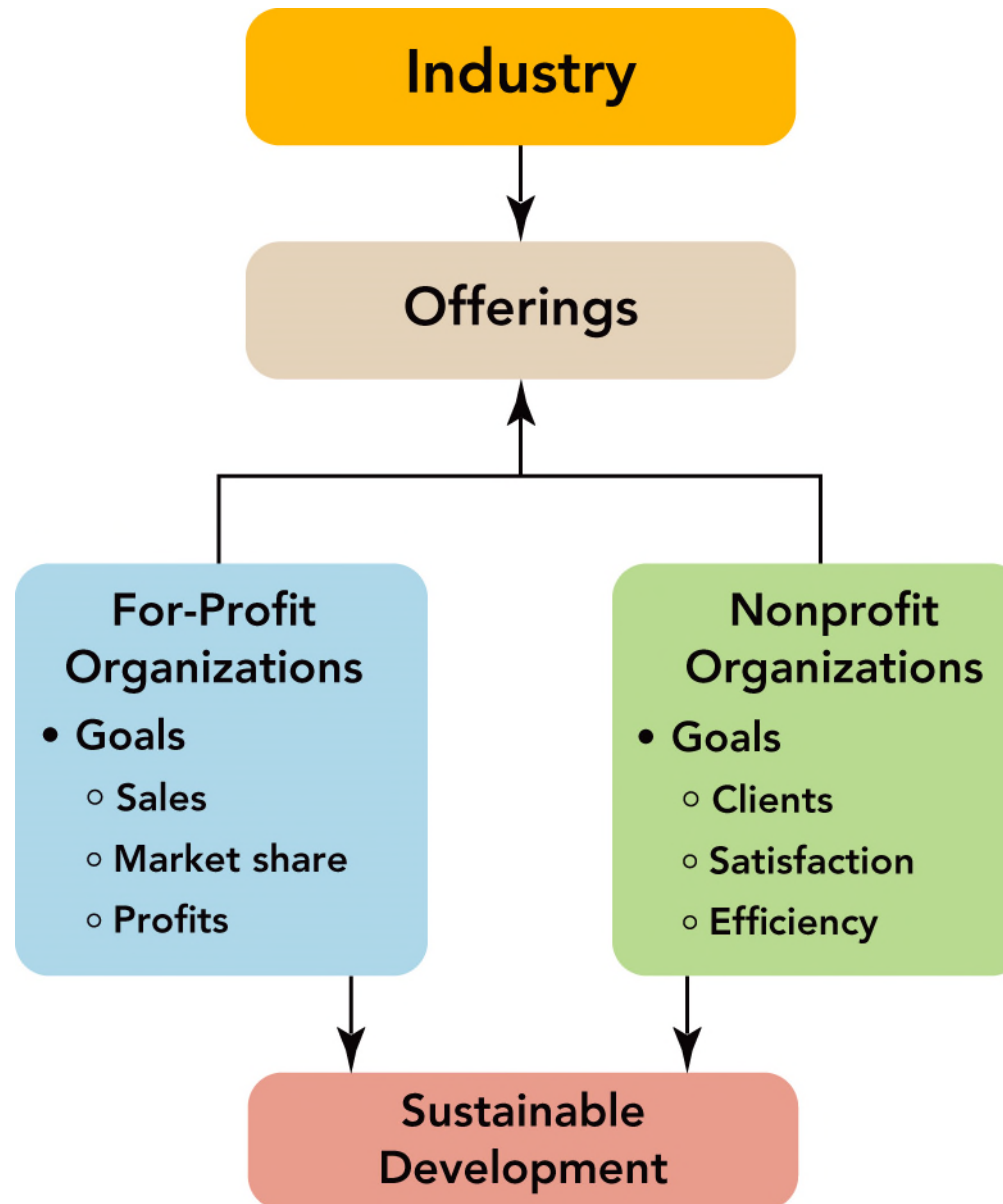 Industry
Offerings
For-Profit
Organizations
• Goals
○ Sales
○ Market share
○ Profits
Nonprofit
Organizations
• Goals
○ Clients
○ Satisfaction
○ Efficiency
Sustainable
Development